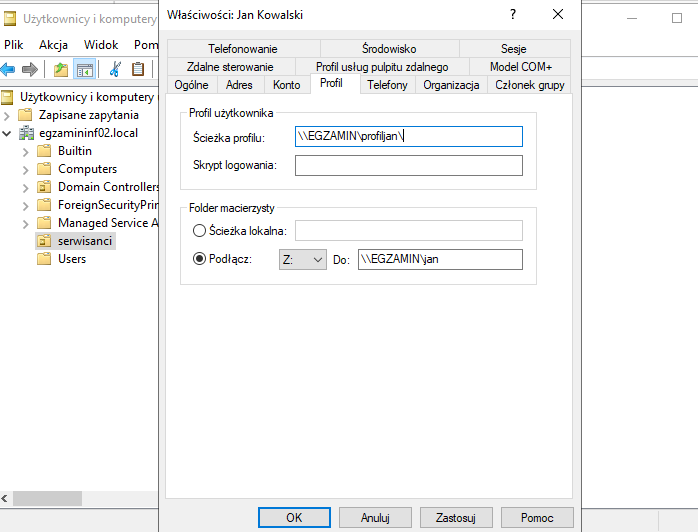 Użytkownicy i komputery
Właściwości: Jan Kowalski
?
Plik Akcja Widok Pom
Telefonowanie Środowisko Sesje
Zdalne sterowanie Profil usług pulpitu zdalnego Model COM+
Ogólne Adres Konto Profil Telefony Organizacja Członek grupy
Użytkownicy i komputery
Zapisane zapytania
egzamininf02.local
Builtin
Computers
Domain Controllers
ForeignSecurityPrin
Managed Service A
serwisanci
Users
Profil użytkownika
Ścieżka profilu: \\EGZAMIN\profiljan\
Skrypt logowania:
Folder macierzysty
Ścieżka lokalna:
Podłącz: Z: Do: \\EGZAMIN\jan
OK Anuluj Zastosuj Pomoc